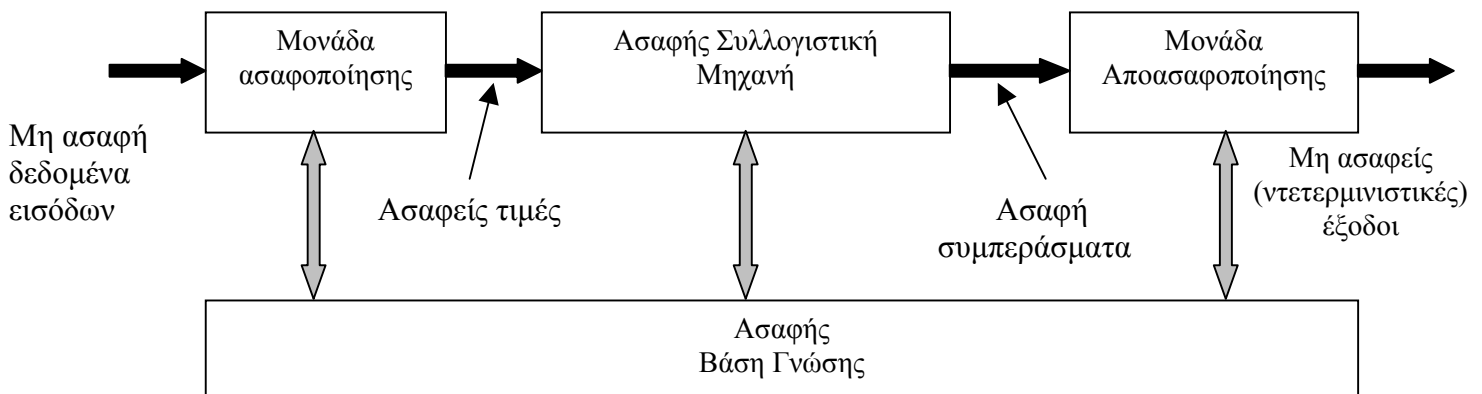 Μονάδα
ασαφοποίησης
Ασαφής Συλλογιστική
Μηχανή
Μονάδα
Αποασαφοποίησης
Μη ασαφή
δεδομένα
εισόδων
Ασαφείς τιμές
Ασαφή
συμπεράσματα
Μη ασαφείς
(ντετερμινιστικές)
έξοδοι
Ασαφής
Βάση Γνώσης